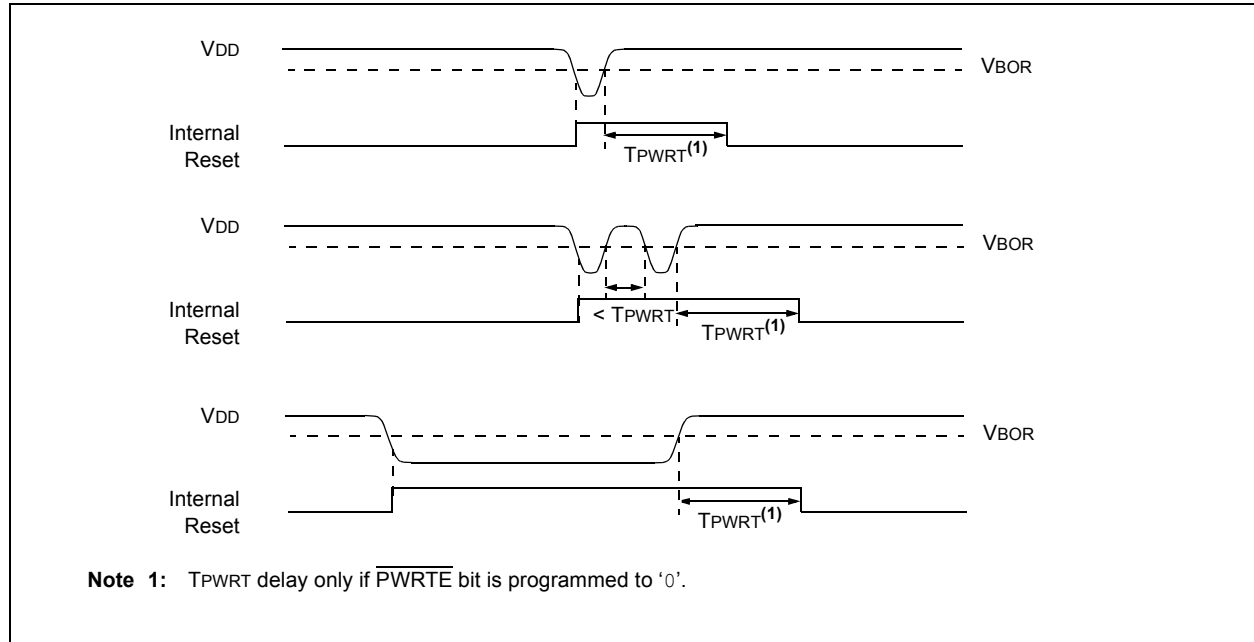 VDD
VBOR
Internal
Reset
TPWRT(1)
VDD
VBOR
Internal
Reset
< TPWRT
TPWRT(1)
VDD
VBOR
Internal
Reset
TPWRT(1)
Note 1: TPWRT delay only if PWRTE bit is programmed to ‘0’.